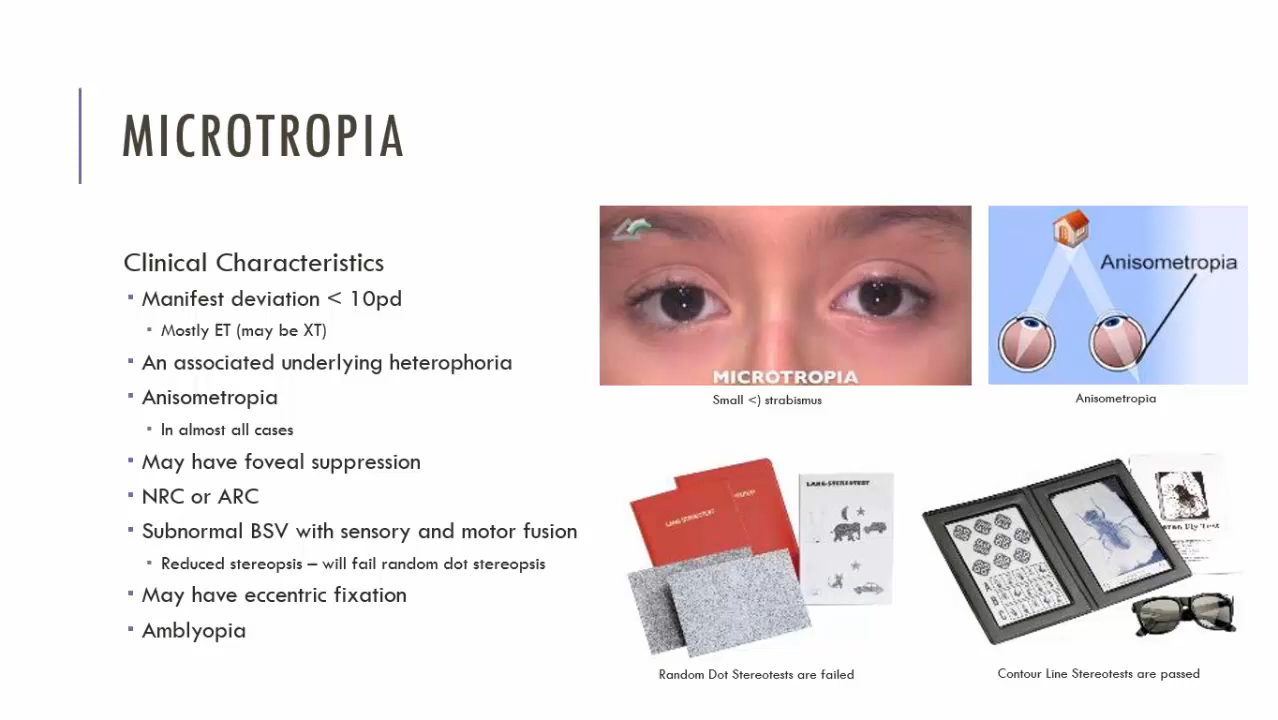 MICROTROPIA
Clinical Characteristics
Manifest deviation < 10pd
Mostly ET (may be XT)
An associated underlying heterophoria
Anisometropia
In almost all cases
May have foveal suppression
NRC or ARC
Subnormal BSV with sensory and motor fusion
Reduced stereopsis – will fail random dot stereopsis
May have eccentric fixation
Amblyopia
MICROTROPIA
Small <) strabismus
Anisometropia
Anisometropia
LANG-STEREOTEST
LANG-STEREOTEST
Random Dot Stereotests are failed
Contour Line Stereotests are passed